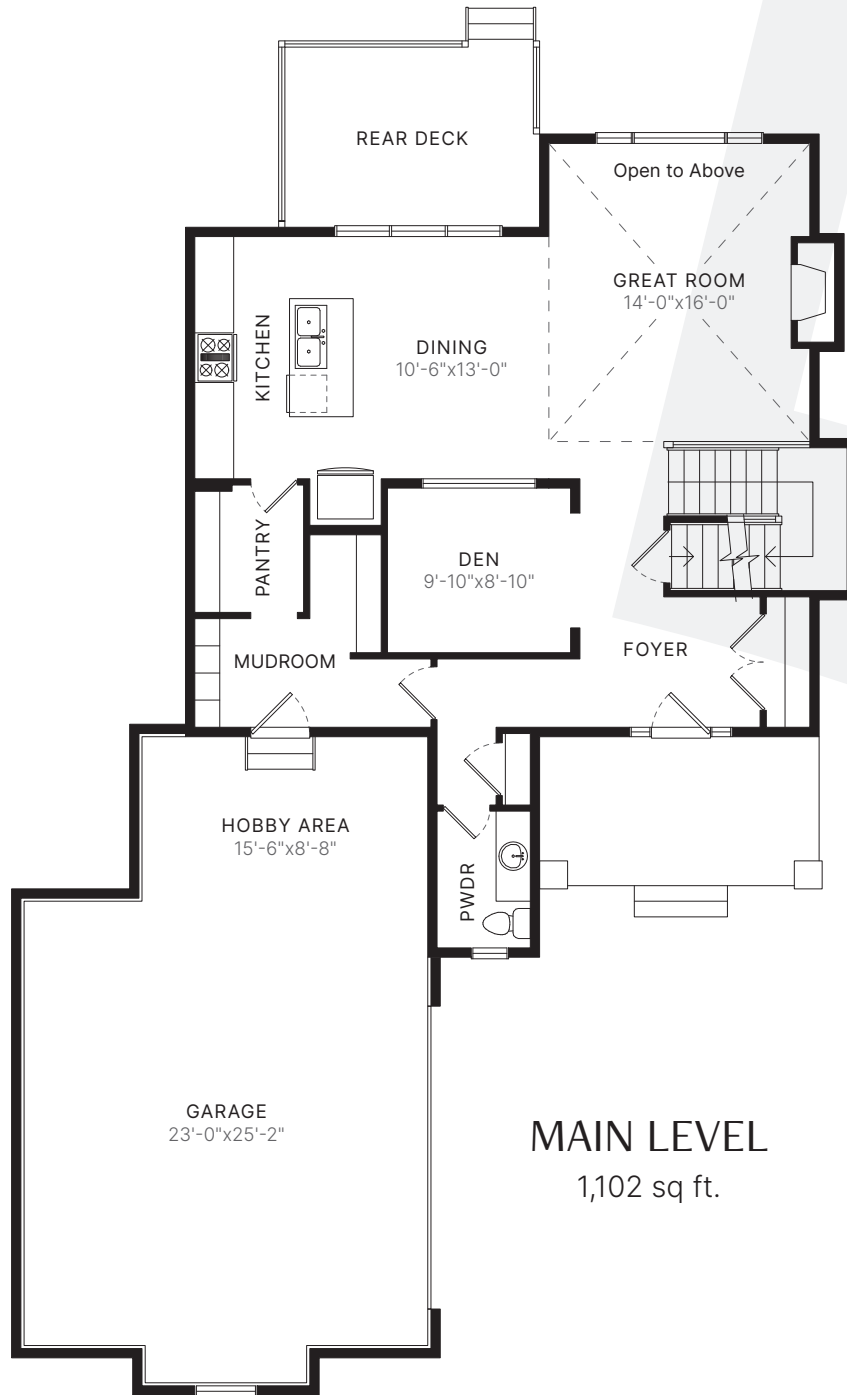 REAR DECK
Open to Above
GREAT ROOM
14'-0"x16'-0"
KITCHEN
DINING
10'-6"x13'-0"
PANTRY
DEN
9'-10"x8'-10"
MUDROOM
FOYER
HOBBY AREA
15'-6"x8'-8"
PWDR
GARAGE
23'-0"x25'-2"
MAIN LEVEL
1,102 sq ft.